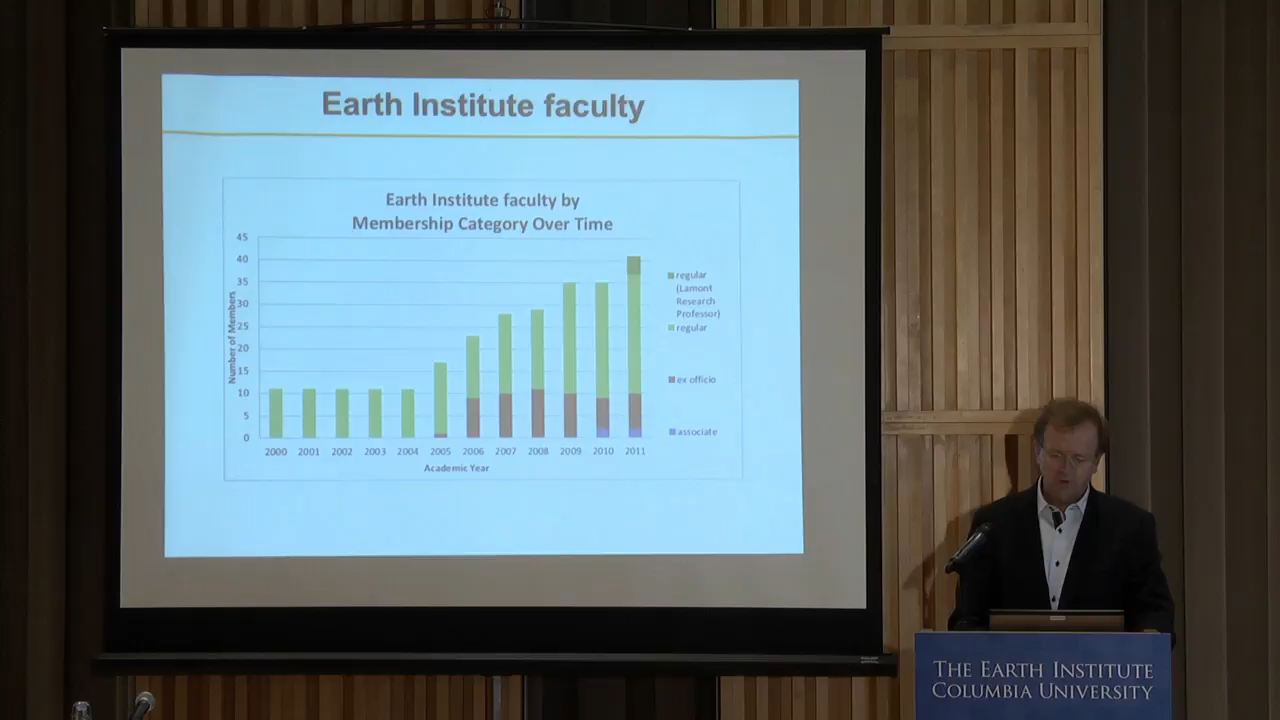 Earth Institute faculty
Earth Institute faculty by
Membership Category Over Time
45
40
35
30
25
20
15
10
5
0
Number of Members
2000 2001 2002 2003 2004 2005 2006 2007 2008 2009 2010 2011
Academic Year
regular
(Lamont
Research
Professor)
regular
ex officio
associate
THE EARTH INSTITUTE
COLUMBIA UNIVERSITY